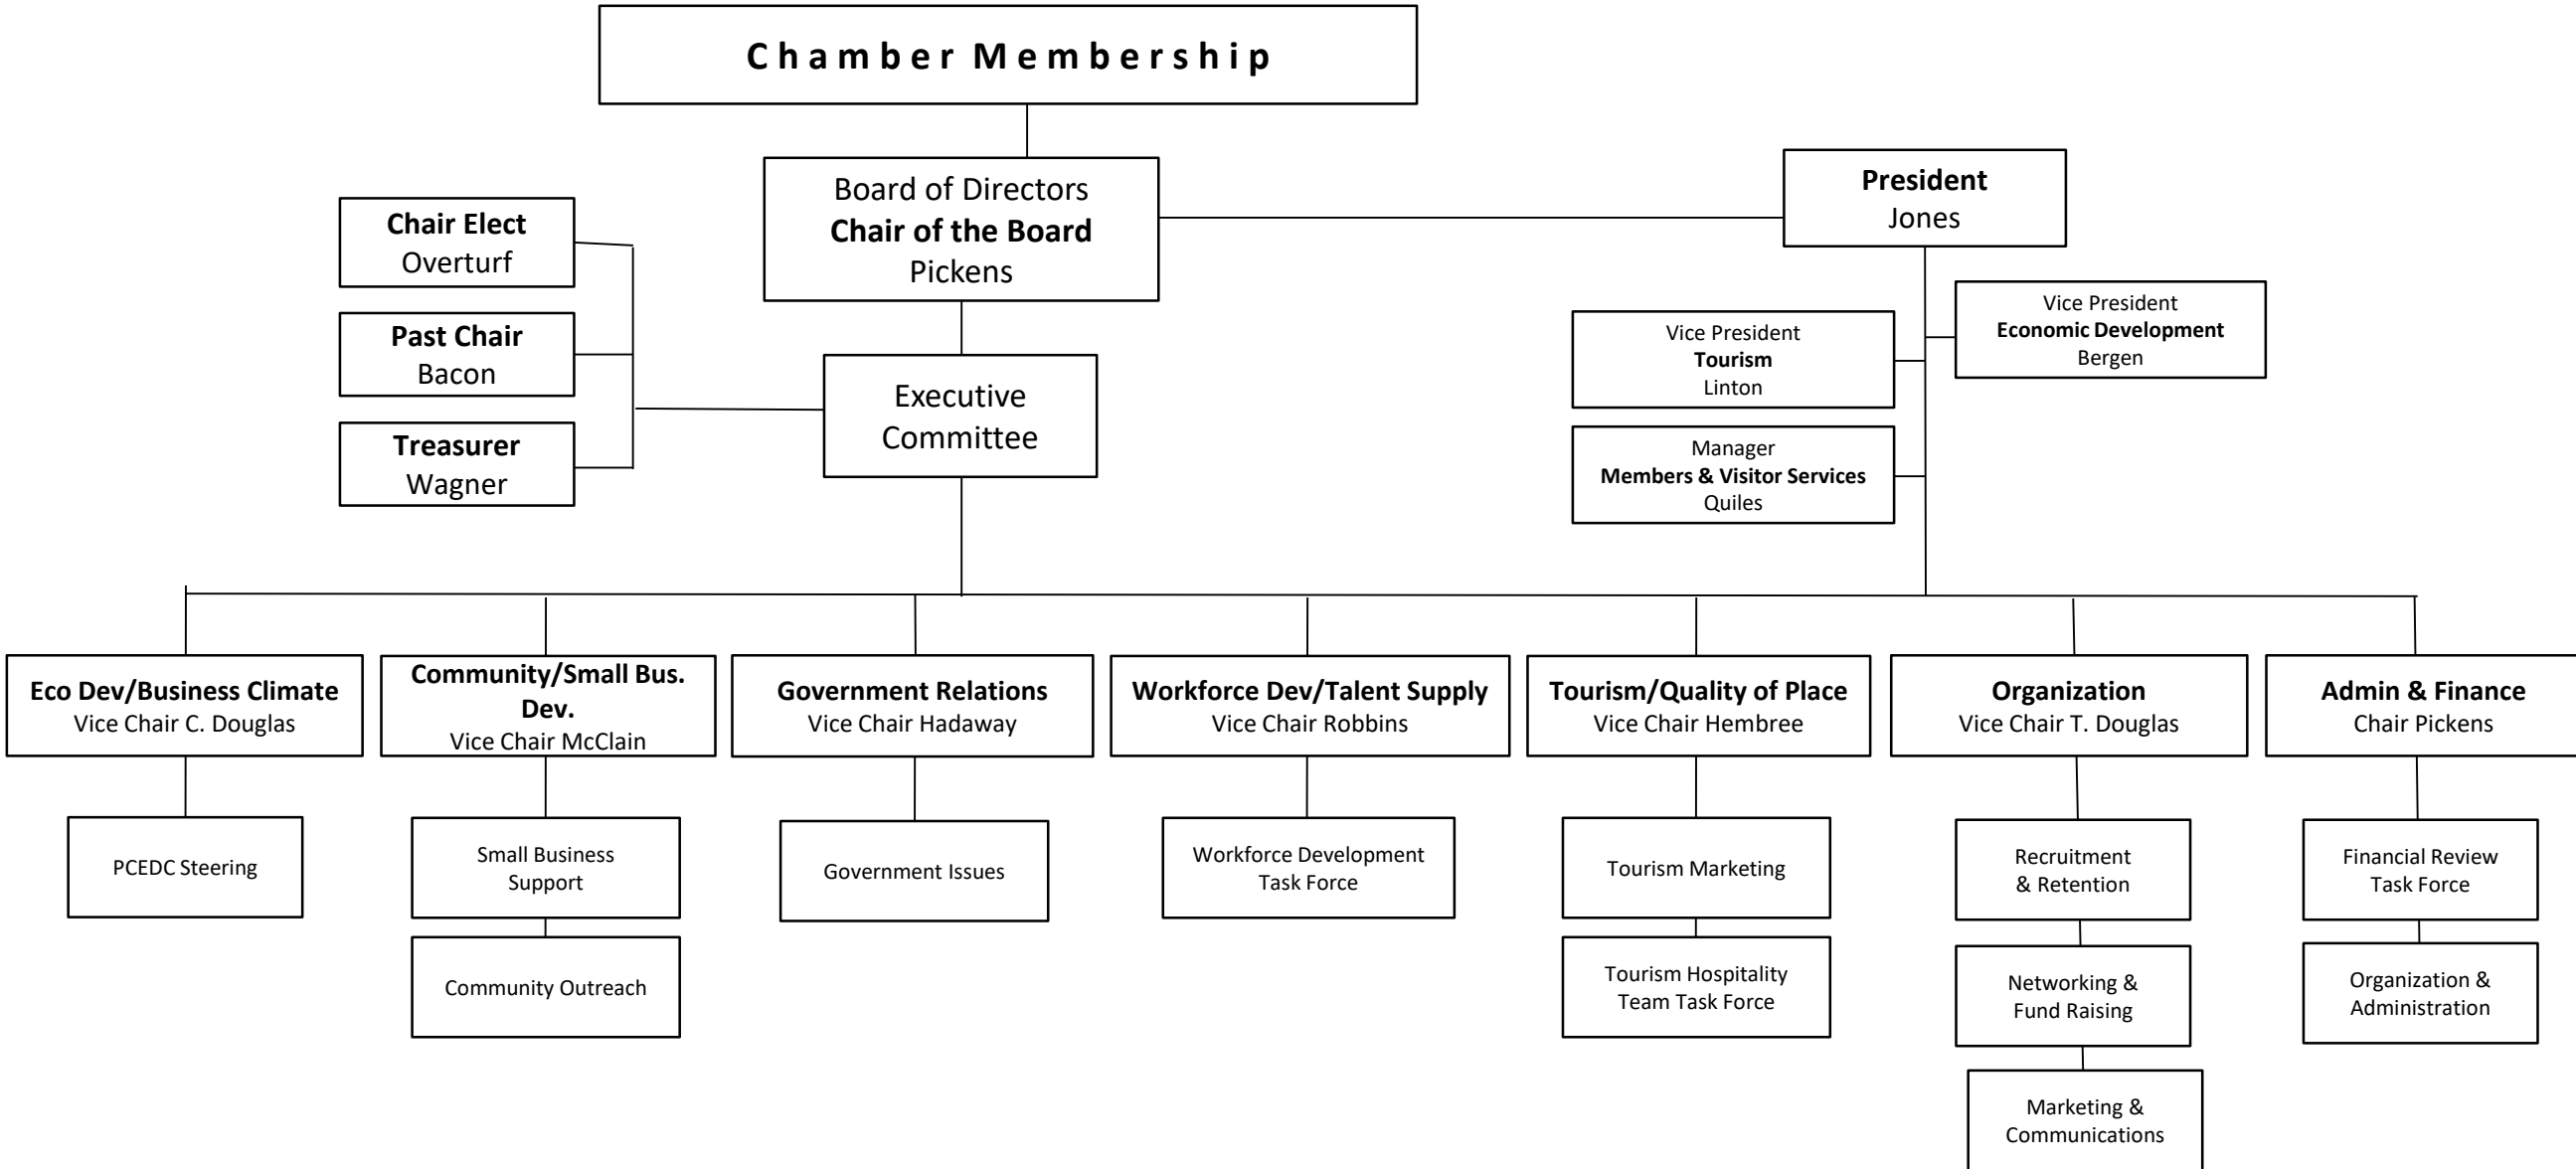 Chamber Membership
Board of Directors
Chair of the Board
Pickens
President
Jones
Chair Elect
Overturf
Past Chair
Bacon
Treasurer
Wagner
Executive
Committee
Vice President
Economic Development
Bergen
Vice President
Tourism
Linton
Manager
Members & Visitor Services
Quiles
Eco Dev/Business Climate
Vice Chair C. Douglas
Community/Small Bus.
Dev.
Vice Chair McClain
Government Relations
Vice Chair Hadaway
Workforce Dev/Talent Supply
Vice Chair Robbins
Tourism/Quality of Place
Vice Chair Hembree
Organization
Vice Chair T. Douglas
Admin & Finance
Chair Pickens
PCEDC Steering
Small Business
Support
Community Outreach
Government Issues
Workforce Development
Task Force
Tourism Marketing
Tourism Hospitality
Team Task Force
Recruitment
& Retention
Networking &
Fund Raising
Marketing &
Communications
Financial Review
Task Force
Organization &
Administration